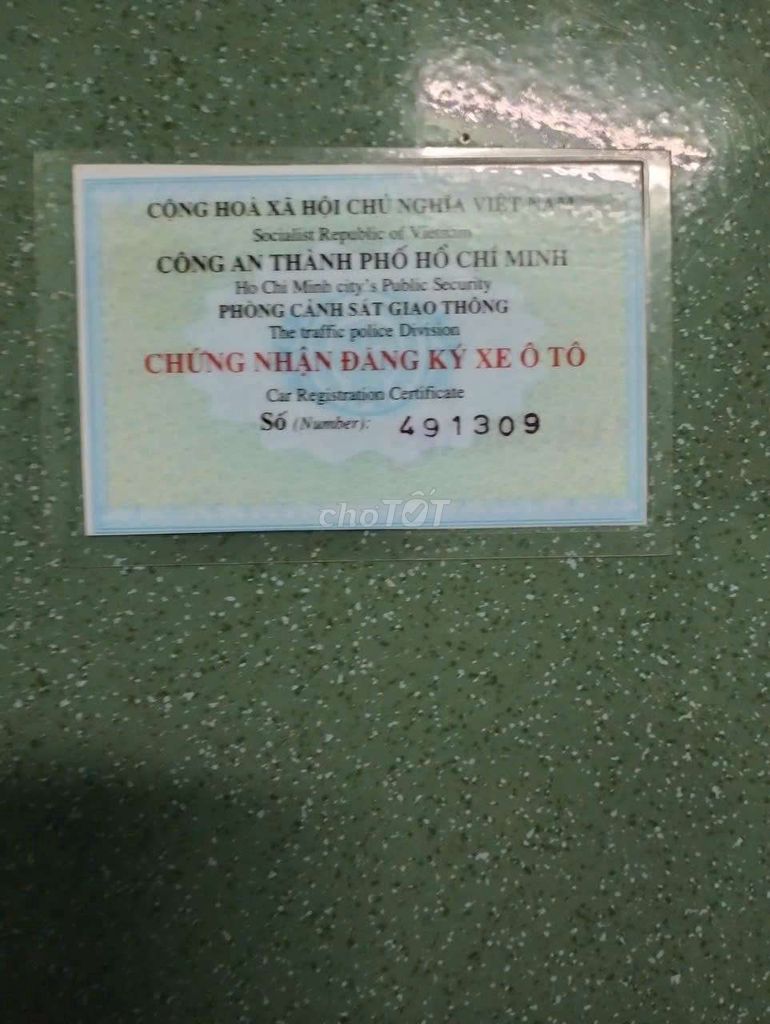 CỘNG HOÀ XÃ HỘI CHỦ NGHĨA VIỆT NAM
Socialist Republic of Vietnam
CÔNG AN THÀNH PHỐ HỒ CHÍ MINH
Ho Chi Minh city's Public Security
PHÒNG CẢNH SÁT GIAO THÔNG
The traffic police Division
CHỨNG NHẬN ĐĂNG KÝ XE Ô TÔ
Car Registration Certificate
Số (Number): 491309
choTỐT